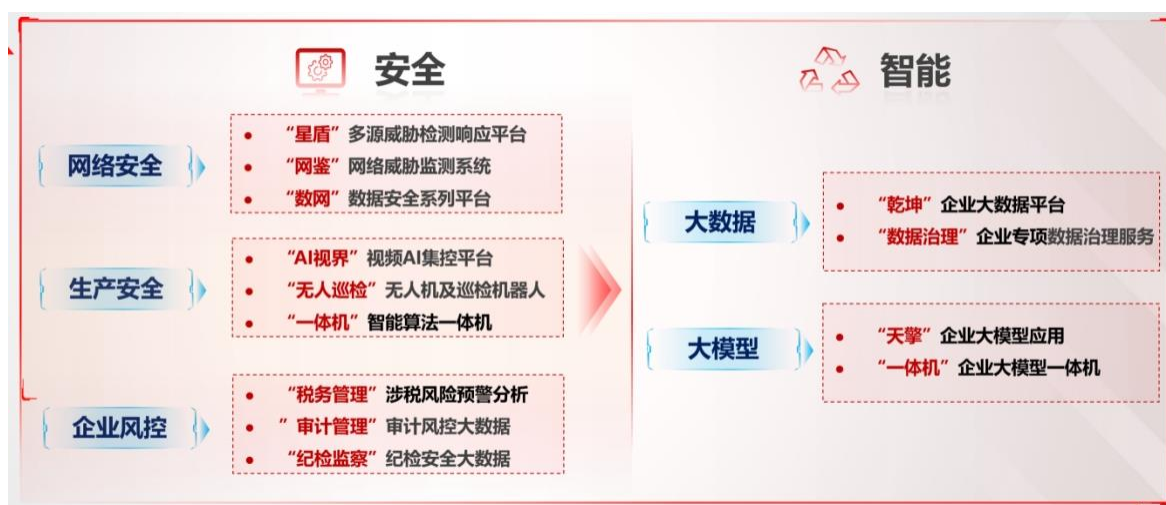 安全
网络安全
• “星盾” 多源威胁检测响应平台
• “网鉴” 网络威胁监测系统
• “数网” 数据安全系列平台
生产安全
• “AI视界” 视频AI集控平台
• “无人巡检” 无人机及巡检机器人
• “一体机” 智能算法一体机
企业风控
• “税务管理” 涉税风险预警分析
• ” 审计管理” 审计风控大数据
• “纪检监察” 纪检安全大数据
智能
大数据
• “乾坤” 企业大数据平台
• “数据治理” 企业专项数据治理服务
大模型
• “天擎” 企业大模型应用
• “一体机” 企业大模型一体机